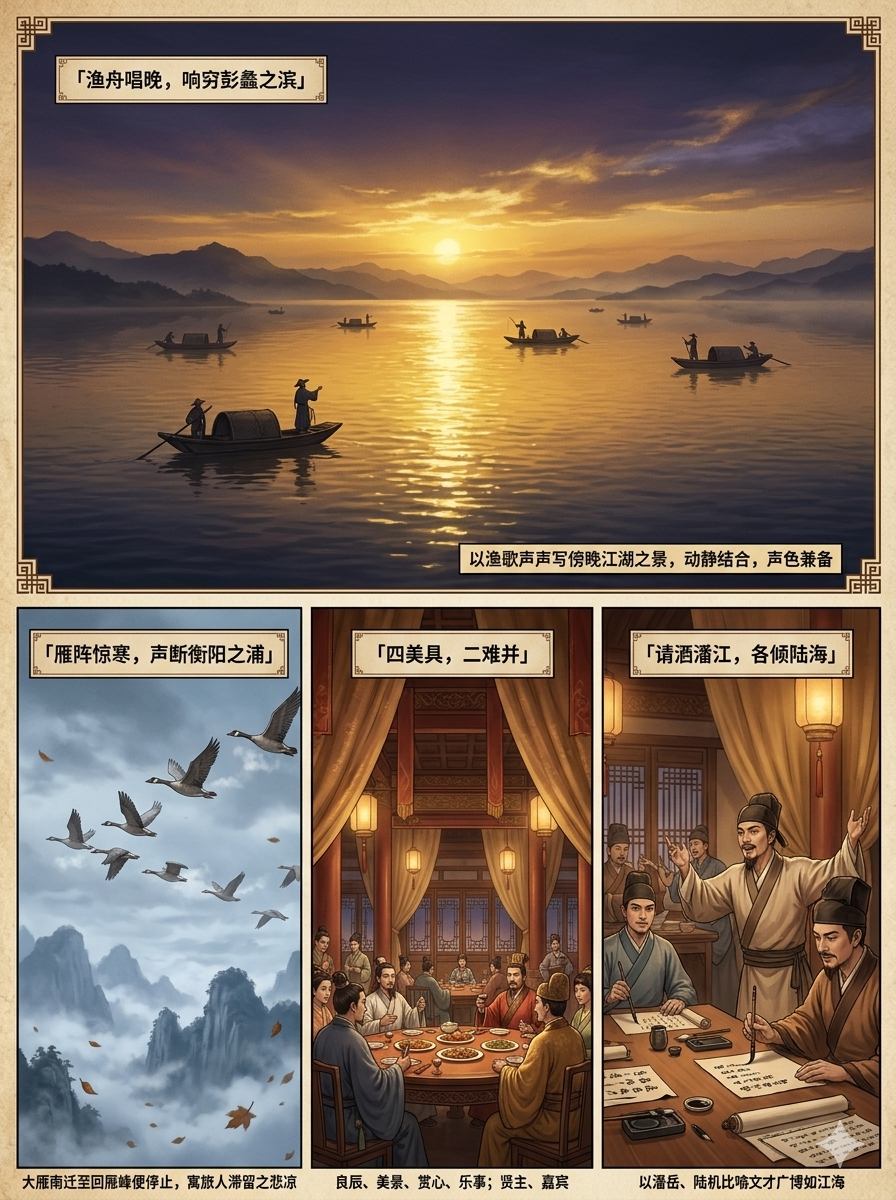 「渔舟唱晚，响穷彭蠡之滨」
以渔歌声声写傍晚江湖之景，动静结合，声色兼备
「雁阵惊寒，声断衡阳之浦」
「四美具，二难并」
「请洒潘江，各倾陆海」
大雁南迁至回雁峰便停止，寓旅人滞留之悲凉
良辰、美景、赏心、乐事；贤主、嘉宾
以潘岳、陆机比喻文才广博如江海